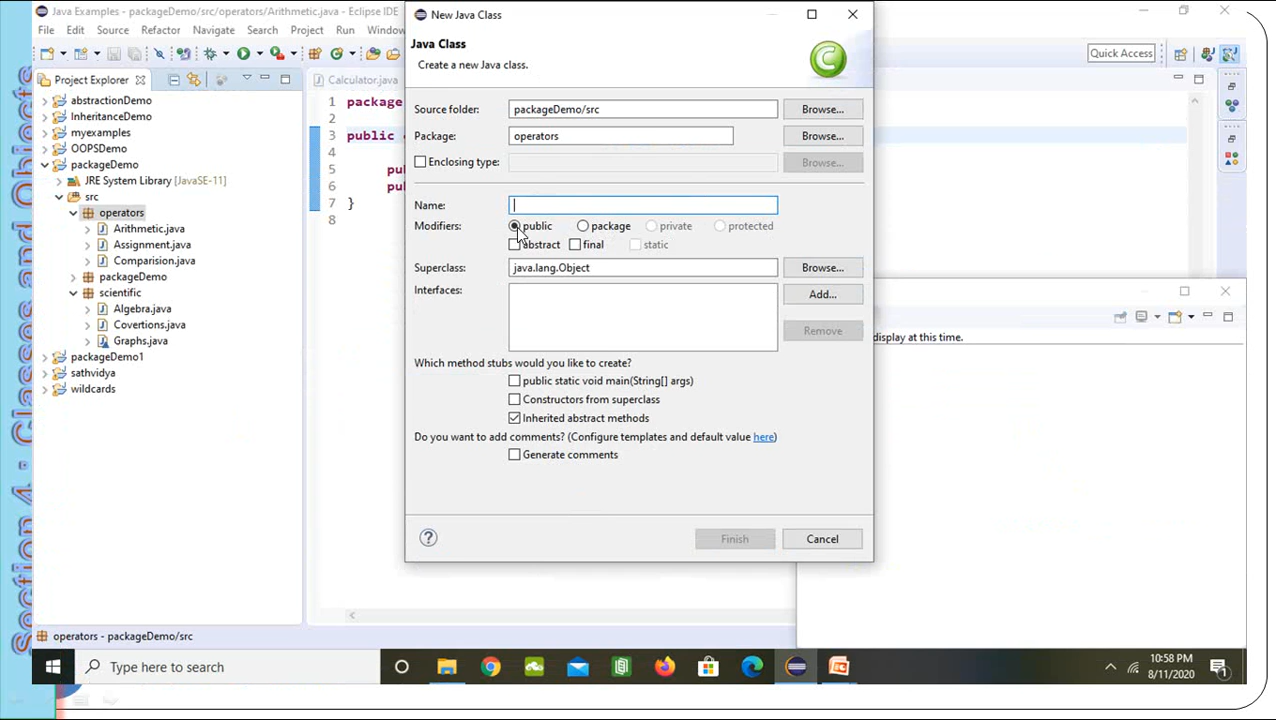 Java Examples - packageDemo/src/operators/Arithmetic.java - Eclipse IDE
File Edit Source Refactor Navigate Search Project Run
Quick Access
Project Explorer
abstractionDemo
InheritanceDemo
myexamples
OOPSDemo
packageDemo
JRE System Library [JavaSE-11]
src
operators
Arithmetic.java
Assignment.java
Comparision.java
packageDemo
scientific
Algebra.java
Covertions.java
Graphs.java
packageDemo1
sathvidya
wildcards
Calculator.java
1 package
2
3 public
4
5 pu
6 pu
7 }
8
New Java Class
Java Class
Create a new Java class.
C
Source folder: packageDemo/src Browse...
Package: operators Browse...
Enclosing type: Browse...
Name:
Modifiers: public package private protected
abstract final static
Superclass: java.lang.Object Browse...
Interfaces: Add...
Remove
Which method stubs would you like to create?
public static void main(String[] args)
Constructors from superclass
Inherited abstract methods
Do you want to add comments? (Configure templates and default value here)
Generate comments
? Finish Cancel
display at this time.
operators - packageDemo/src
Type here to search
10:58 PM
8/11/2020
1